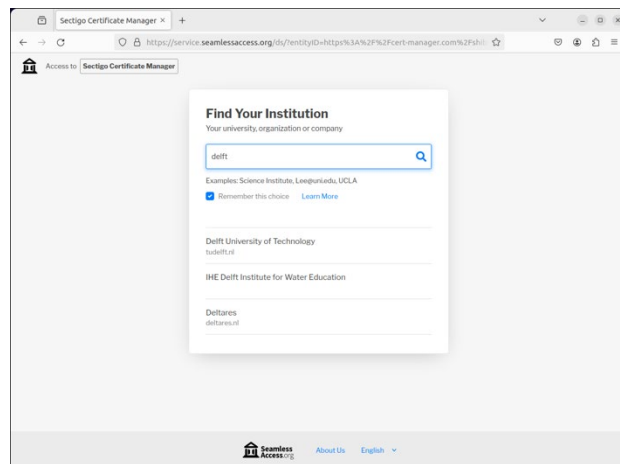 Sectigo Certificate Manager
https://service.seamlessaccess.org/ds/?entityID=https%3A%2F%2Fcert-manager.com%2Fshib
Access to Sectigo Certificate Manager
Find Your Institution
Your university, organization or company
delft
Examples: Science Institute, Lee@uni.edu, UCLA
Remember this choice Learn More
Delft University of Technology
tudelft.nl
IHE Delft Institute for Water Education
Deltares
deltares.nl
Seamless
Access.org
About Us English